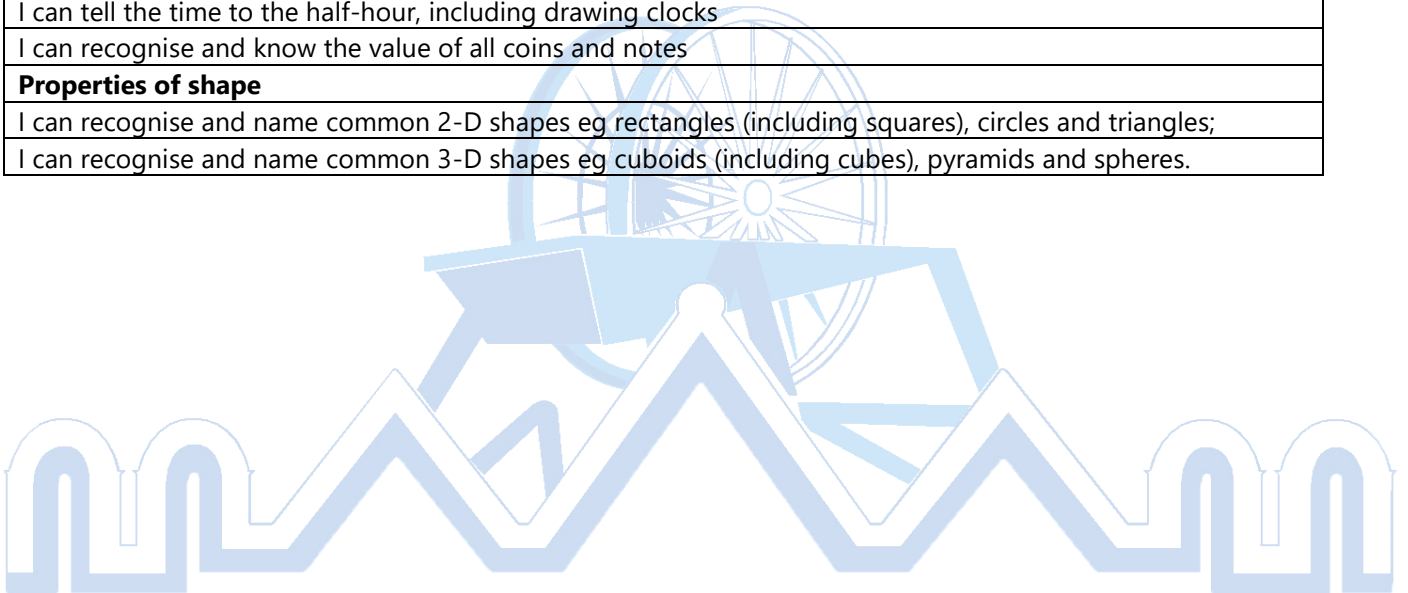 I can tell the time to the half-hour, including drawing clocks
I can recognise and know the value of all coins and notes
Properties of shape
I can recognise and name common 2-D shapes eg rectangles (including squares), circles and triangles;
I can recognise and name common 3-D shapes eg cuboids (including cubes), pyramids and spheres.